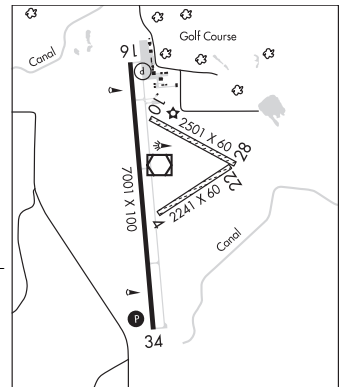 Golf Course
Canal
16
P
10
2501 X 60
28
22
7001 X 100
2241 X 60
4
Canal
P
34